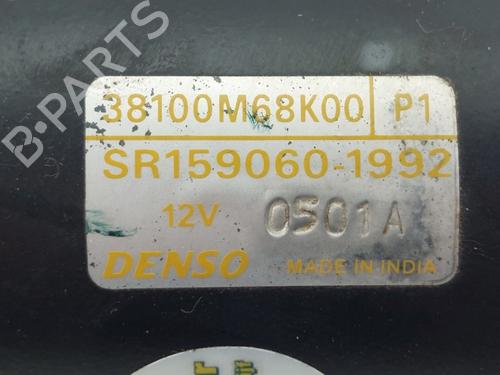 B-PARTS
38100M68K00 P1
SR159060-1992
12V 0501A
DENSO MADE IN INDIA